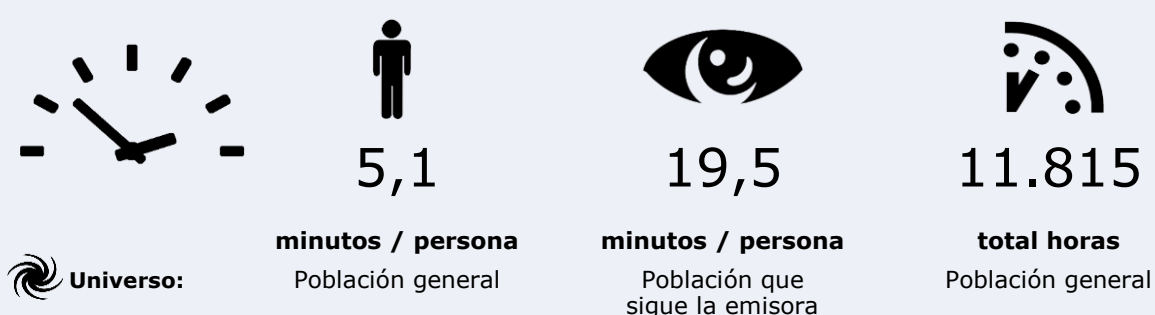 5,1
19,5
11.815
minutos / persona
minutos / persona
total horas
Universo:
Población general
Población que
sigue la emisora
Población general